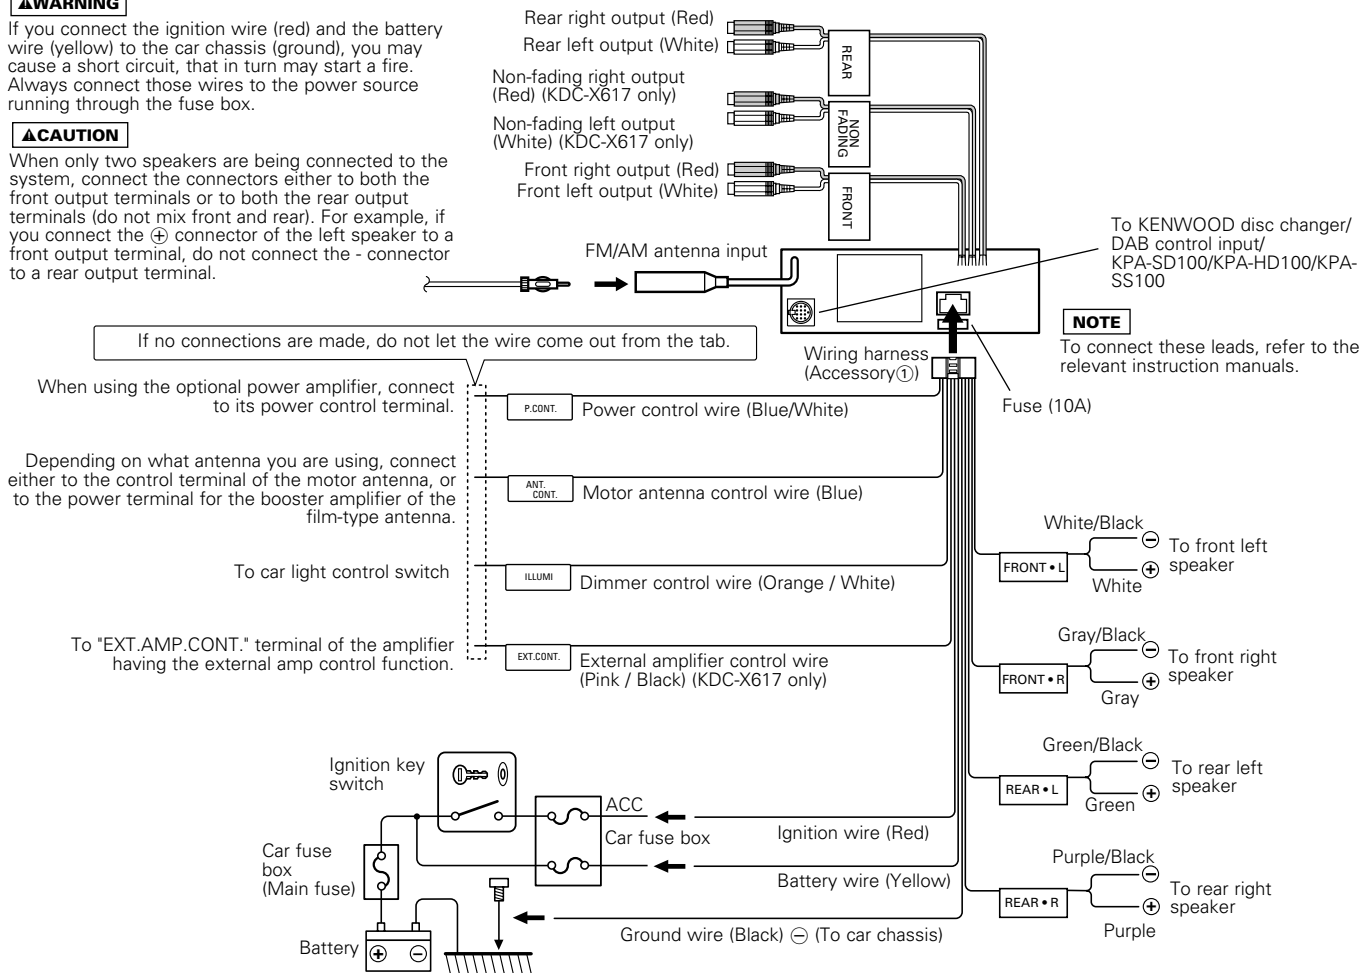 ⚠WARNING
If you connect the ignition wire (red) and the battery
wire (yellow) to the car chassis (ground), you may
cause a short circuit, that in turn may start a fire.
Always connect those wires to the power source
running through the fuse box.
⚠CAUTION
When only two speakers are being connected to the
system, connect the connectors either to both the
front output terminals or to both the rear output
terminals (do not mix front and rear). For example, if
you connect the ⊕ connector of the left speaker to a
front output terminal, do not connect the - connector
to a rear output terminal.
Rear right output (Red)
Rear left output (White)
REAR
Non-fading right output
(Red) (KDC-X617 only)
Non-fading left output
(White) (KDC-X617 only)
NON
FADING
Front right output (Red)
Front left output (White)
FRONT
FM/AM antenna input
To KENWOOD disc changer/
DAB control input/
KPA-SD100/KPA-HD100/KPA-
SS100
NOTE
To connect these leads, refer to the
relevant instruction manuals.
If no connections are made, do not let the wire come out from the tab.
Wiring harness
(Accessory①)
Fuse (10A)
When using the optional power amplifier, connect
to its power control terminal.
P.CONT.
Power control wire (Blue/White)
Depending on what antenna you are using, connect
either to the control terminal of the motor antenna, or
to the power terminal for the booster amplifier of the
film-type antenna.
ANT.
CONT.
Motor antenna control wire (Blue)
To car light control switch
ILLUMI
Dimmer control wire (Orange / White)
To "EXT.AMP.CONT." terminal of the amplifier
having the external amp control function.
EXT.CONT.
External amplifier control wire
(Pink / Black) (KDC-X617 only)
White/Black
⊖
FRONT • L
To front left
speaker
⊕
White
Gray/Black
⊖
FRONT • R
To front right
speaker
⊕
Gray
Green/Black
⊖
REAR • L
To rear left
speaker
⊕
Green
Purple/Black
⊖
REAR • R
To rear right
speaker
⊕
Purple
Ignition key
switch
ACC
Car fuse box
Ignition wire (Red)
Car fuse
box
(Main fuse)
Battery wire (Yellow)
Ground wire (Black) ⊖ (To car chassis)
Battery
⊕ ⊖